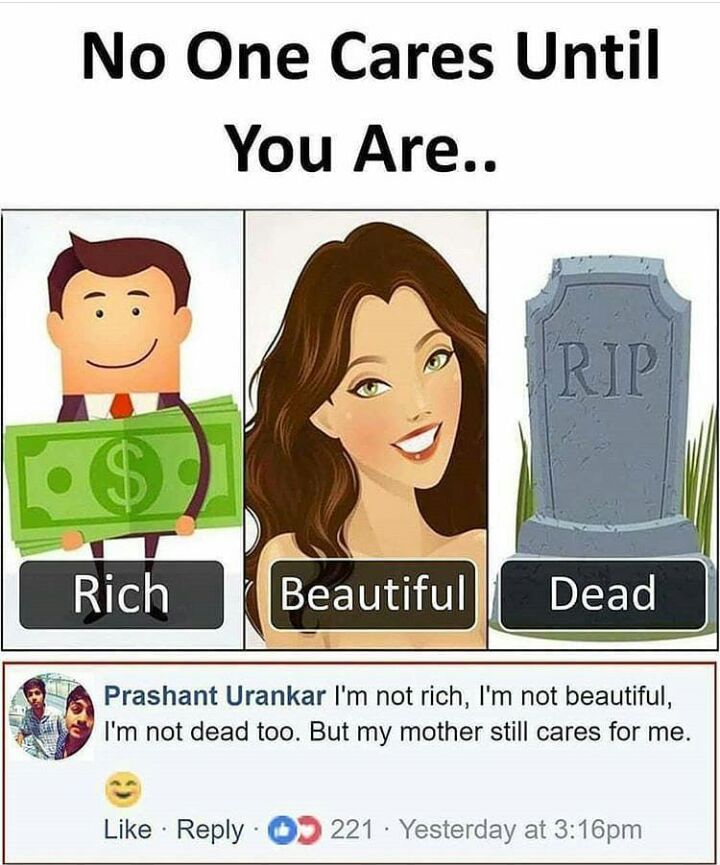 No One Cares Until
You Are..
$
RIP
Rich
Beautiful
Dead
Prashant Urankar I'm not rich, I'm not beautiful,
I'm not dead too. But my mother still cares for me.
😊
Like · Reply · 221 · Yesterday at 3:16pm